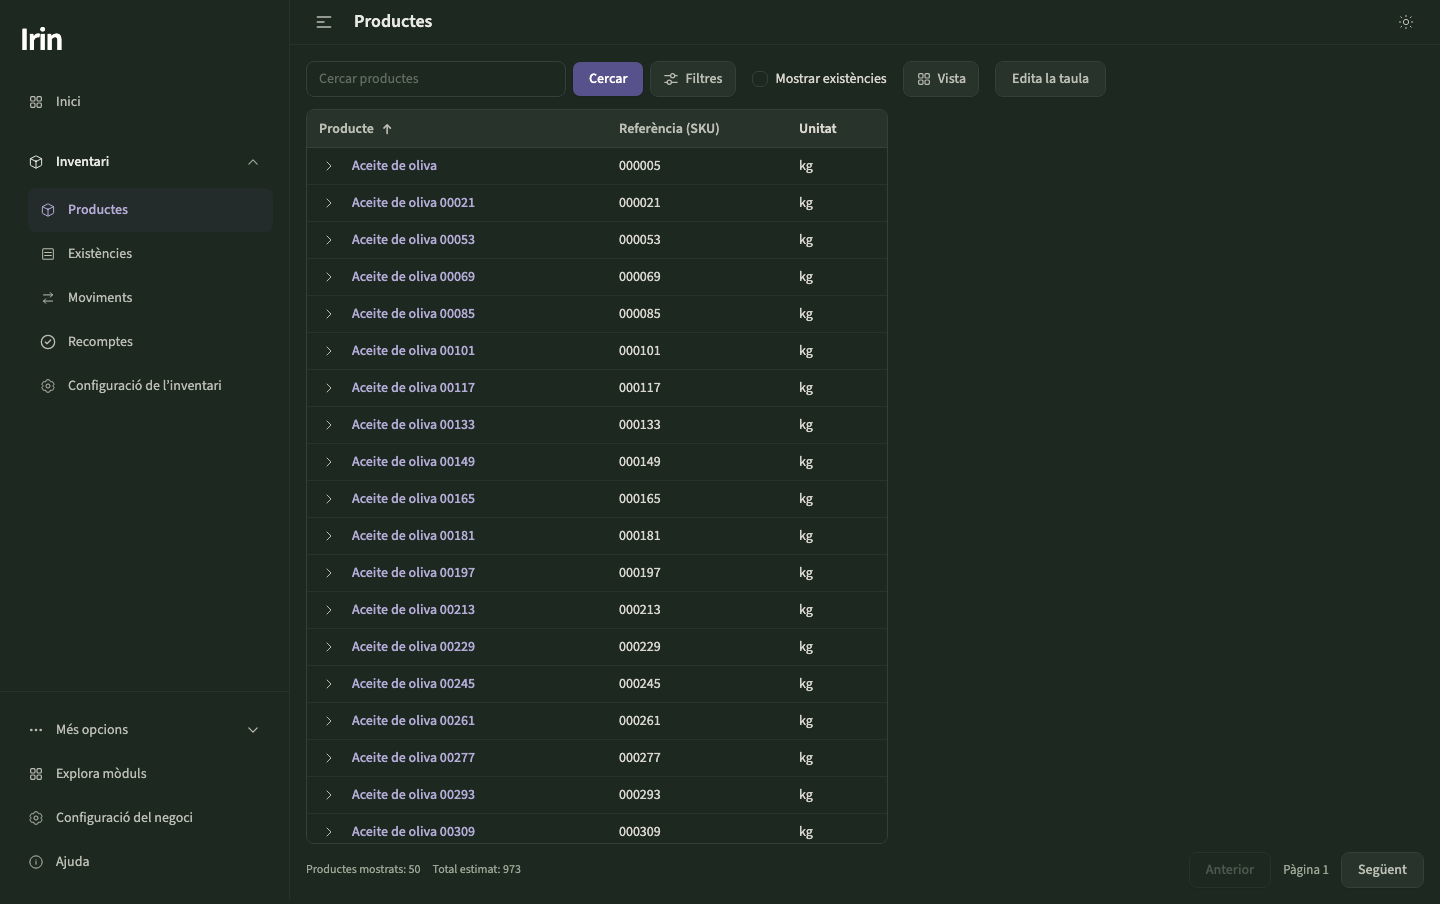 Irin
Inici
Inventari
Productes
Existències
Moviments
Recomptes
Configuració de l’inventari
Més opcions
Explora mòduls
Configuració del negoci
Ajuda
Productes
Cercar productes
Cercar
Filtres
Mostrar existències
Vista
Edita la taula
Producte Referència (SKU) Unitat
Aceite de oliva 000005 kg
Aceite de oliva 00021 000021 kg
Aceite de oliva 00053 000053 kg
Aceite de oliva 00069 000069 kg
Aceite de oliva 00085 000085 kg
Aceite de oliva 00101 000101 kg
Aceite de oliva 00117 000117 kg
Aceite de oliva 00133 000133 kg
Aceite de oliva 00149 000149 kg
Aceite de oliva 00165 000165 kg
Aceite de oliva 00181 000181 kg
Aceite de oliva 00197 000197 kg
Aceite de oliva 00213 000213 kg
Aceite de oliva 00229 000229 kg
Aceite de oliva 00245 000245 kg
Aceite de oliva 00261 000261 kg
Aceite de oliva 00277 000277 kg
Aceite de oliva 00293 000293 kg
Aceite de oliva 00309 000309 kg
Productes mostrats: 50 Total estimat: 973
Anterior Pàgina 1 Següent